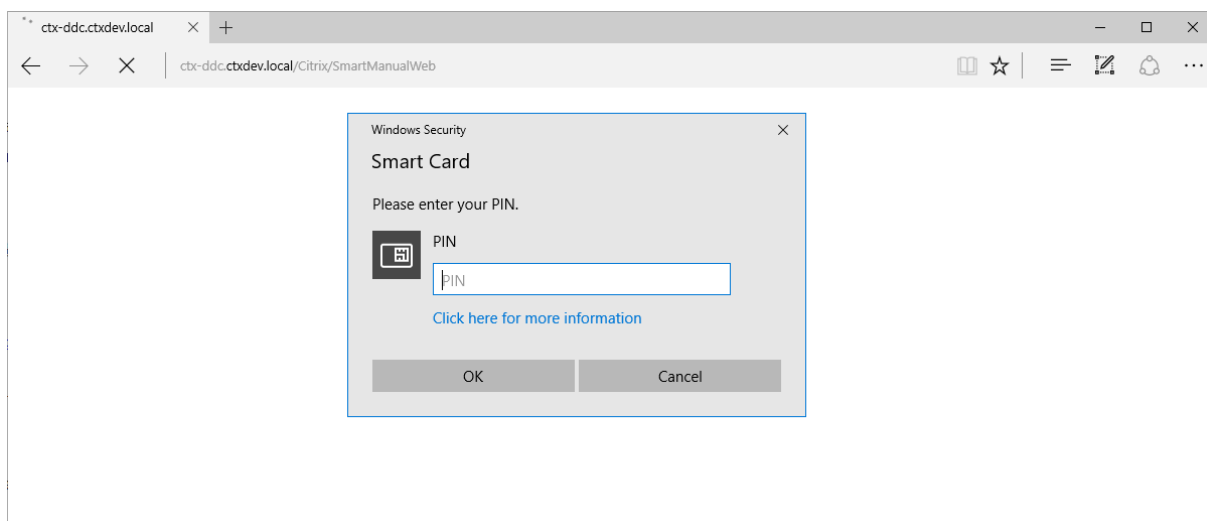 ctx-ddc.ctxdev.local
ctx-ddc.ctxdev.local/Citrix/SmartManualWeb
Windows Security
Smart Card
Please enter your PIN.
PIN
PIN
Click here for more information
OK Cancel